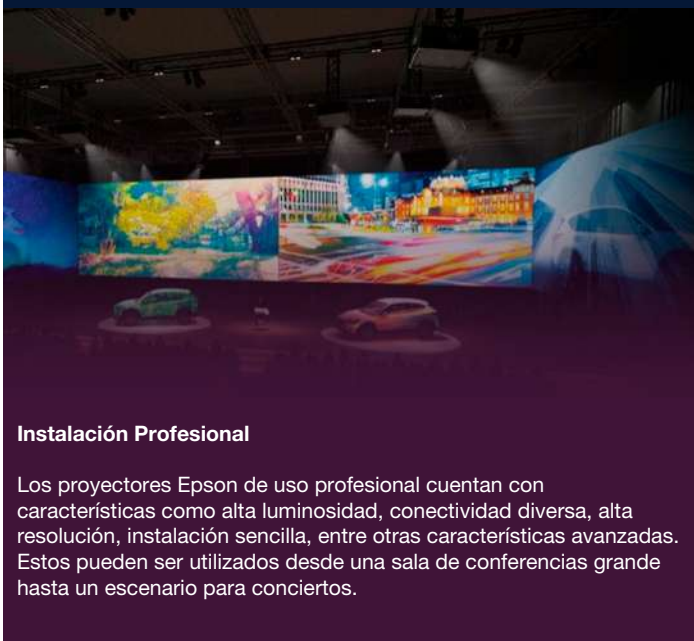 Instalación Profesional
Los proyectores Epson de uso profesional cuentan con
características como alta luminosidad, conectividad diversa, alta
resolución, instalación sencilla, entre otras características avanzadas.
Estos pueden ser utilizados desde una sala de conferencias grande
hasta un escenario para conciertos.